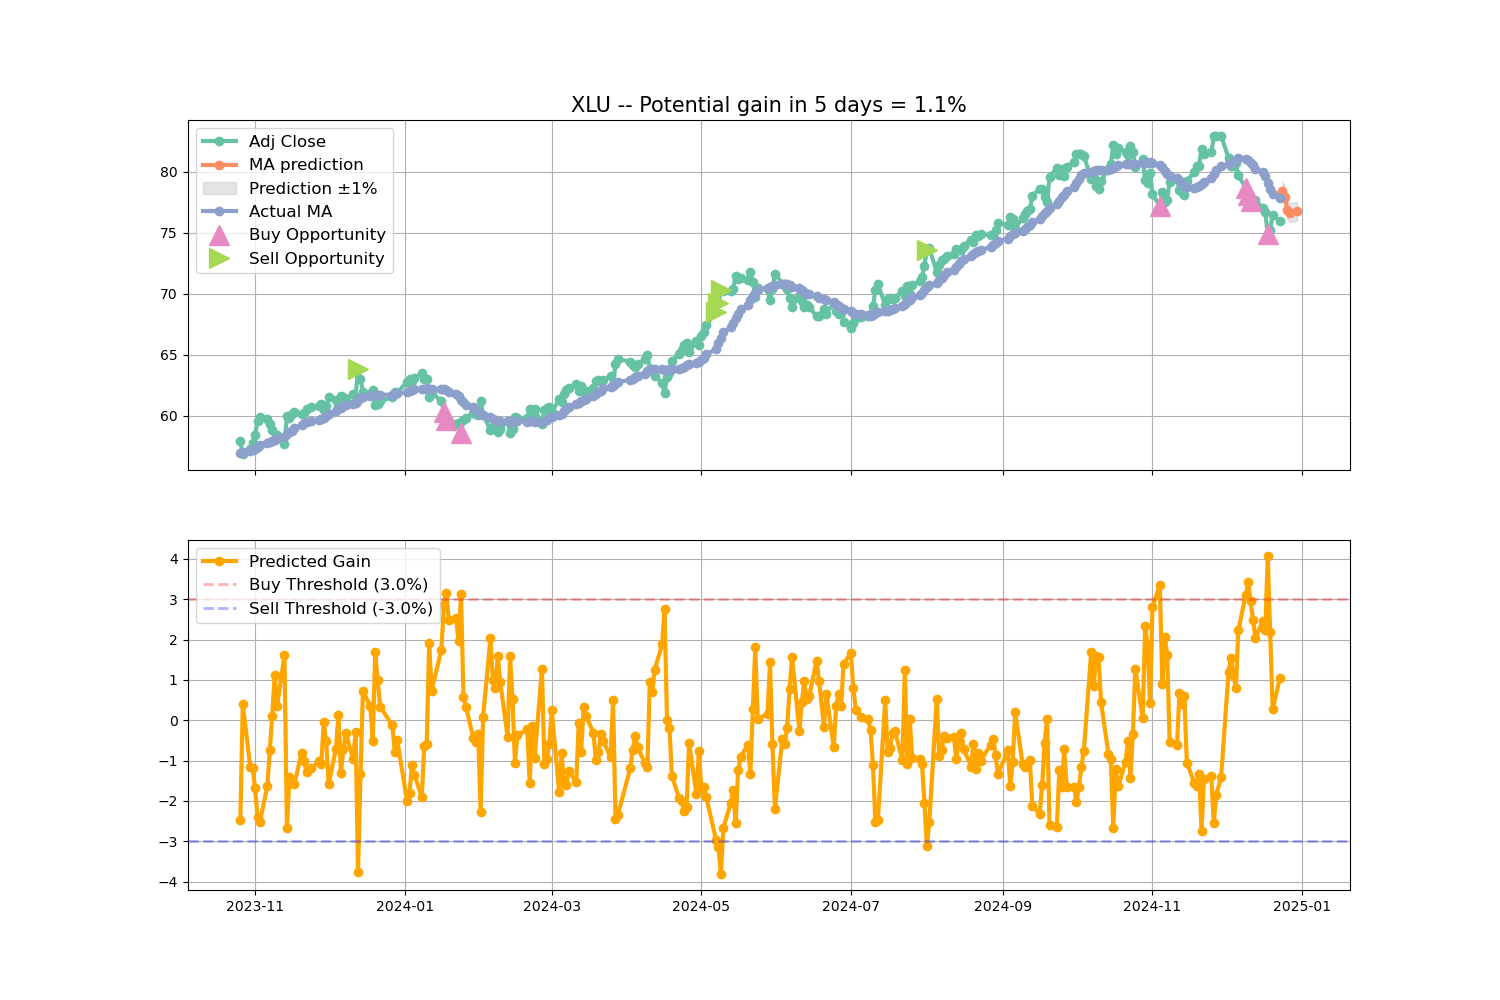 XLU -- Potential gain in 5 days = 1.1%
Adj Close
MA prediction
Prediction ±1%
Actual MA
Buy Opportunity
Sell Opportunity
80
75
70
65
60
Predicted Gain
Buy Threshold (3.0%)
Sell Threshold (-3.0%)
4
3
2
1
0
−1
−2
−3
−4
2023-11
2024-01
2024-03
2024-05
2024-07
2024-09
2024-11
2025-01